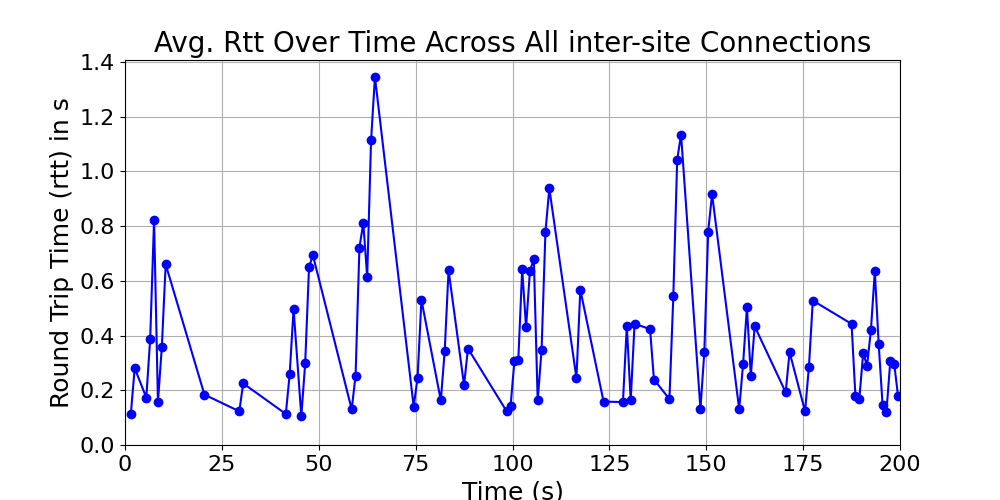 Avg. Rtt Over Time Across All inter-site Connections
Round Trip Time (rtt) in s
1.4
1.2
1.0
0.8
0.6
0.4
0.2
0.0
0 25 50 75 100 125 150 175 200
Time (s)